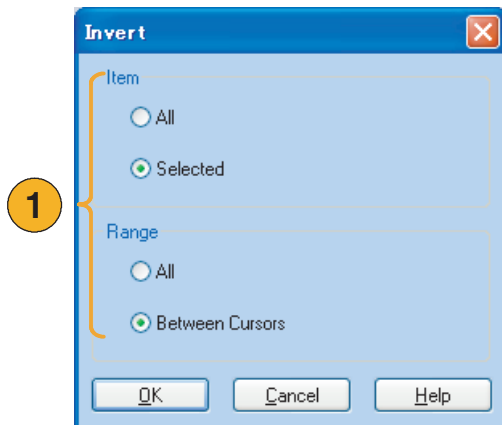 Invert
Item
All
Selected
1
Range
All
Between Cursors
OK Cancel Help